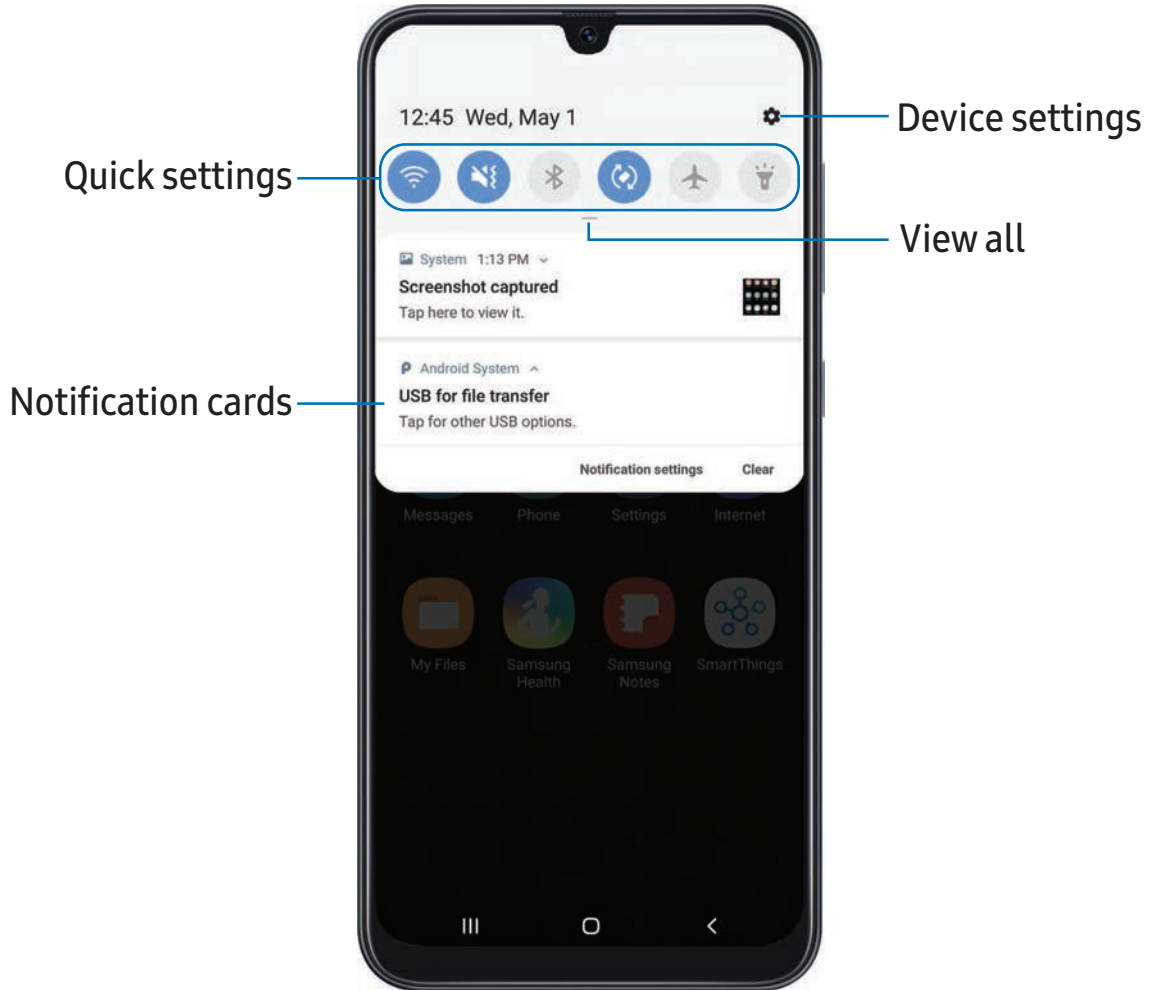 12:45 Wed, May 1
Device settings
Quick settings
View all
System 1:13 PM
Screenshot captured
Tap here to view it.
Android System
Notification cards
USB for file transfer
Tap for other USB options.
Notification settings Clear
Messages Phone Settings Internet
My Files Samsung Health Samsung Notes SmartThings